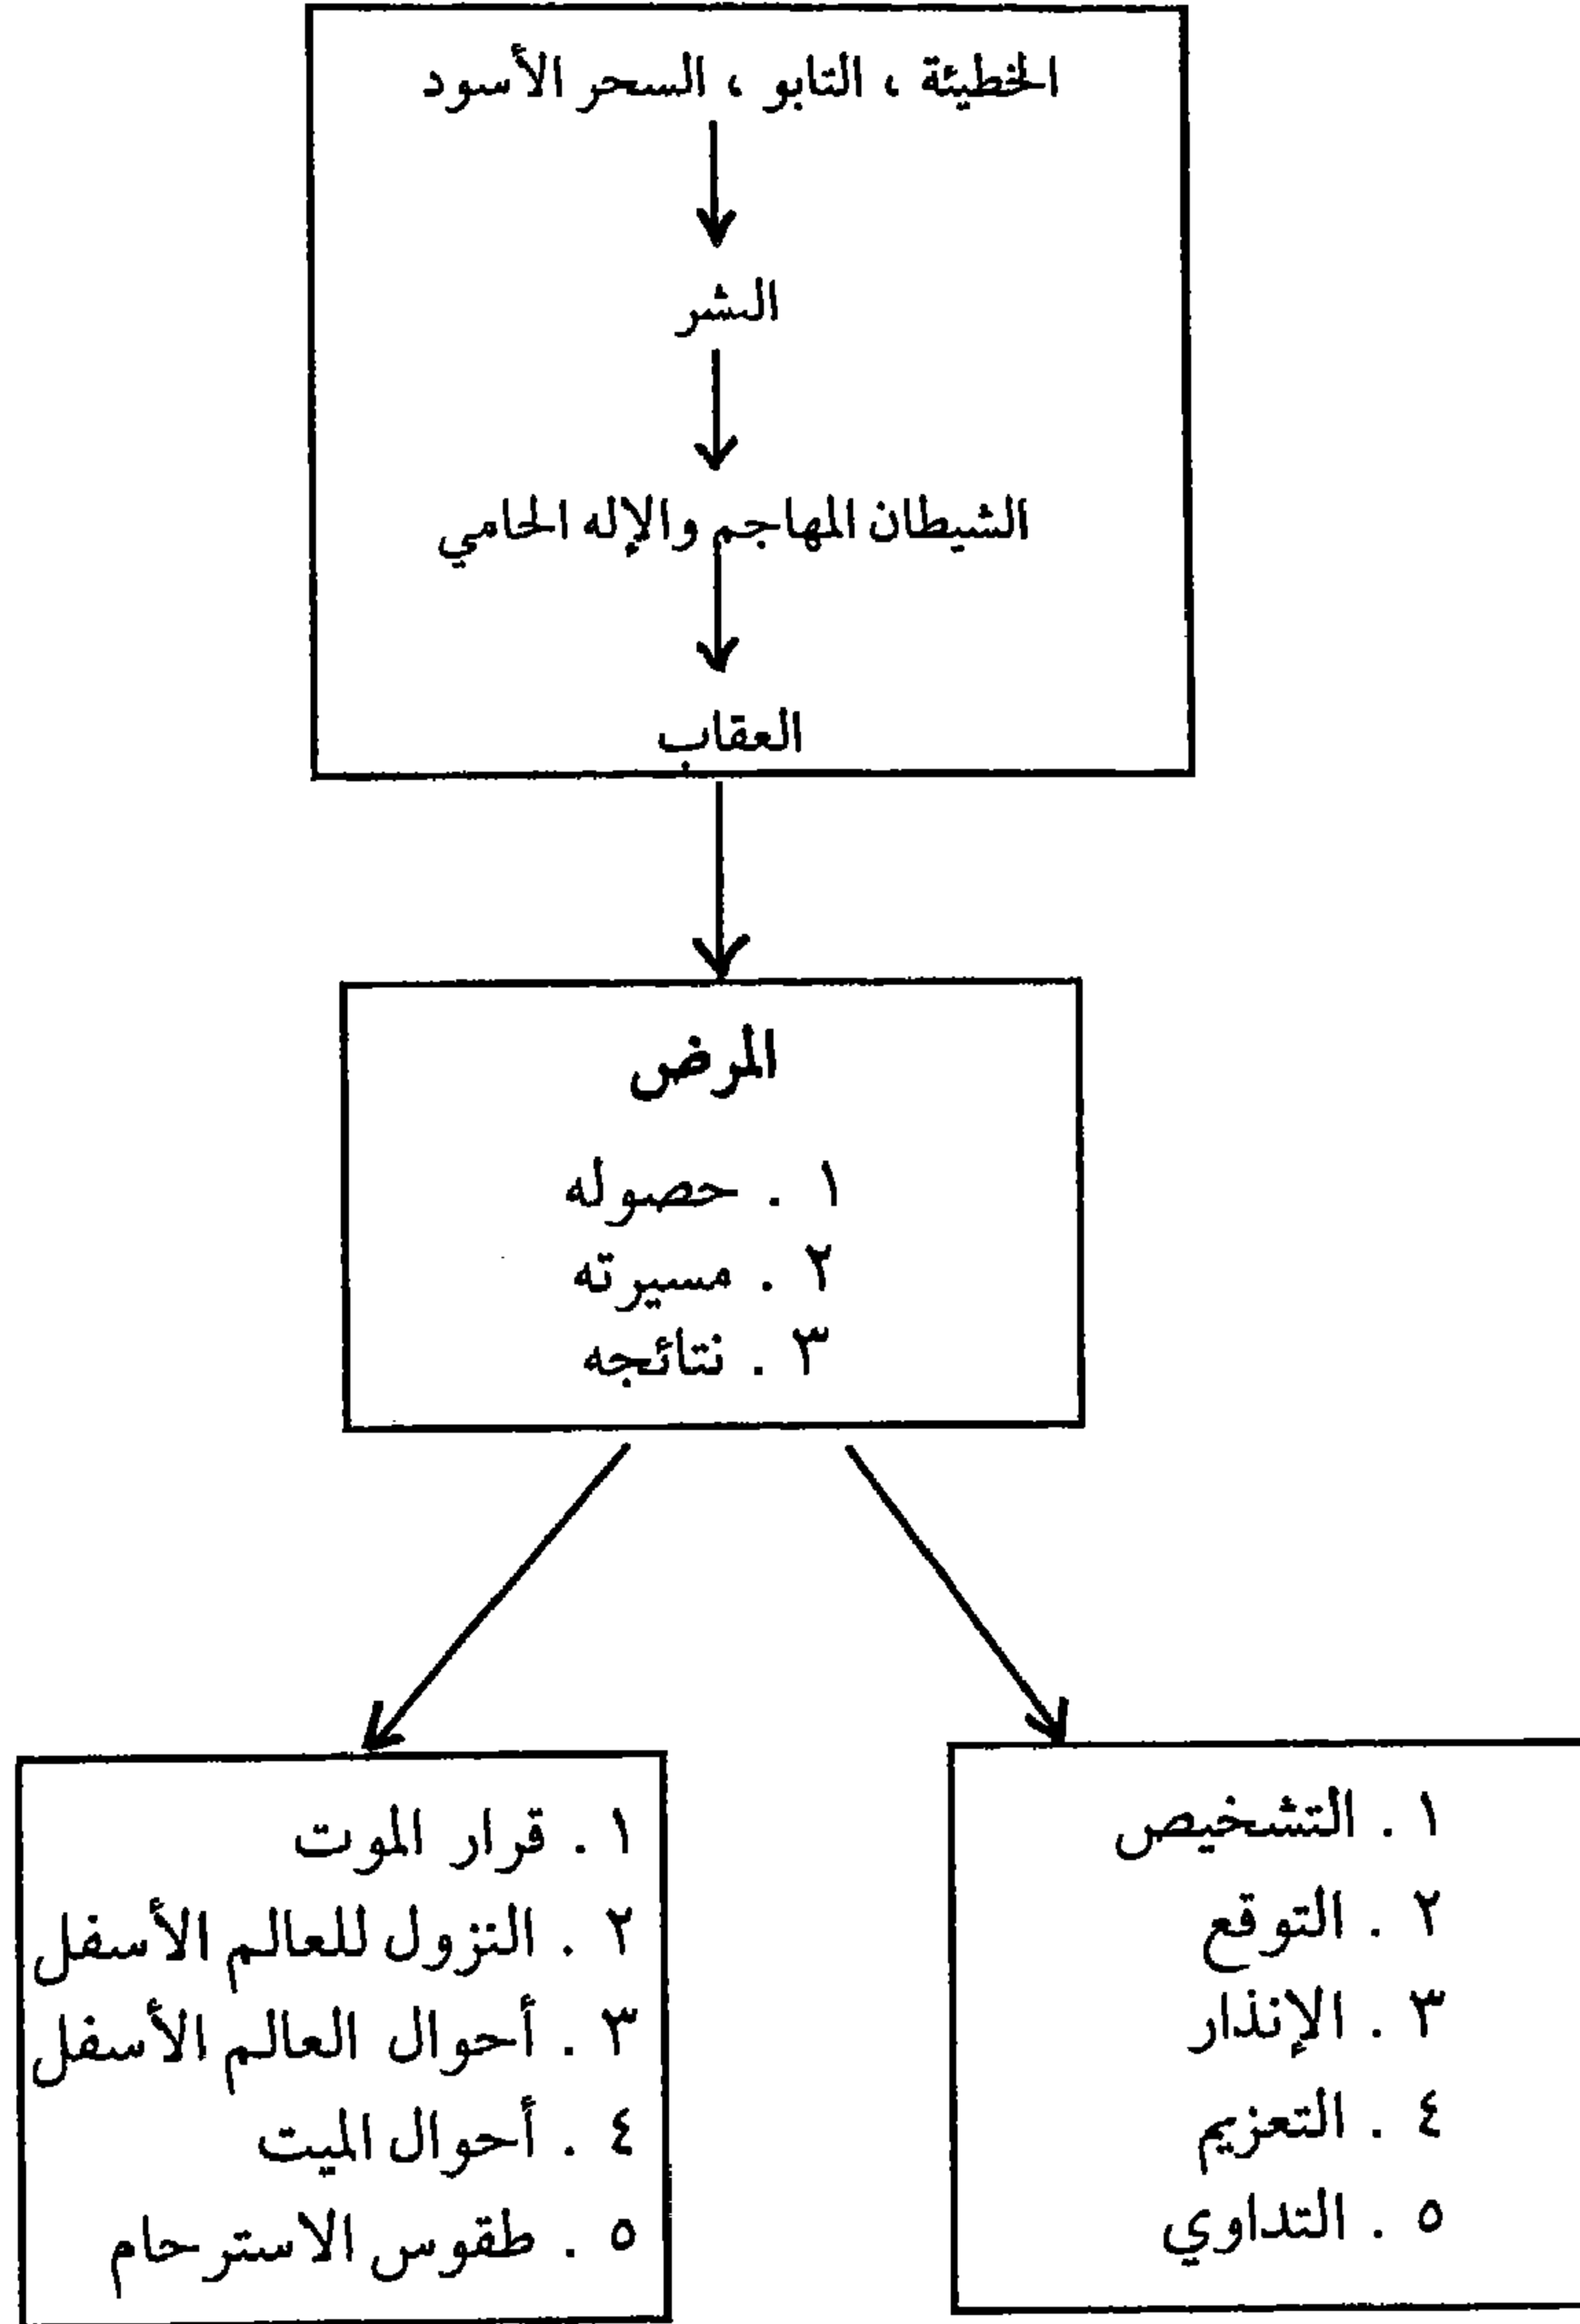 الخطيئة ، التابو ، السحر الأسود
الشر
الشيطان المهاجم والإله الحامي
العقاب
المرض
١ . حصوله
٢ . مسيرته
٣ . نتائجه
١ . التشخيص
٢ . التوقع
٣ . الإنذار
٤ . التعزيم
٥ . التداوي
١ . قرار الموت
٢ . النزول للعالم الأسفل
٣ . أحوال العالم الأسفل
٤ . أحوال الميت
٥ . طقوس الاسترحام